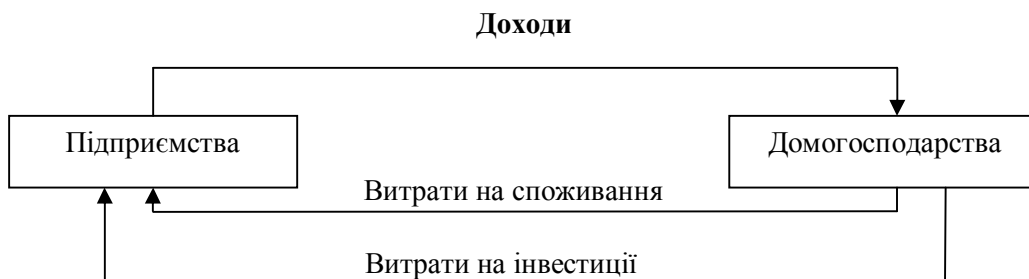 Доходи
Підприємства
Домогосподарства
Витрати на споживання
Витрати на інвестиції